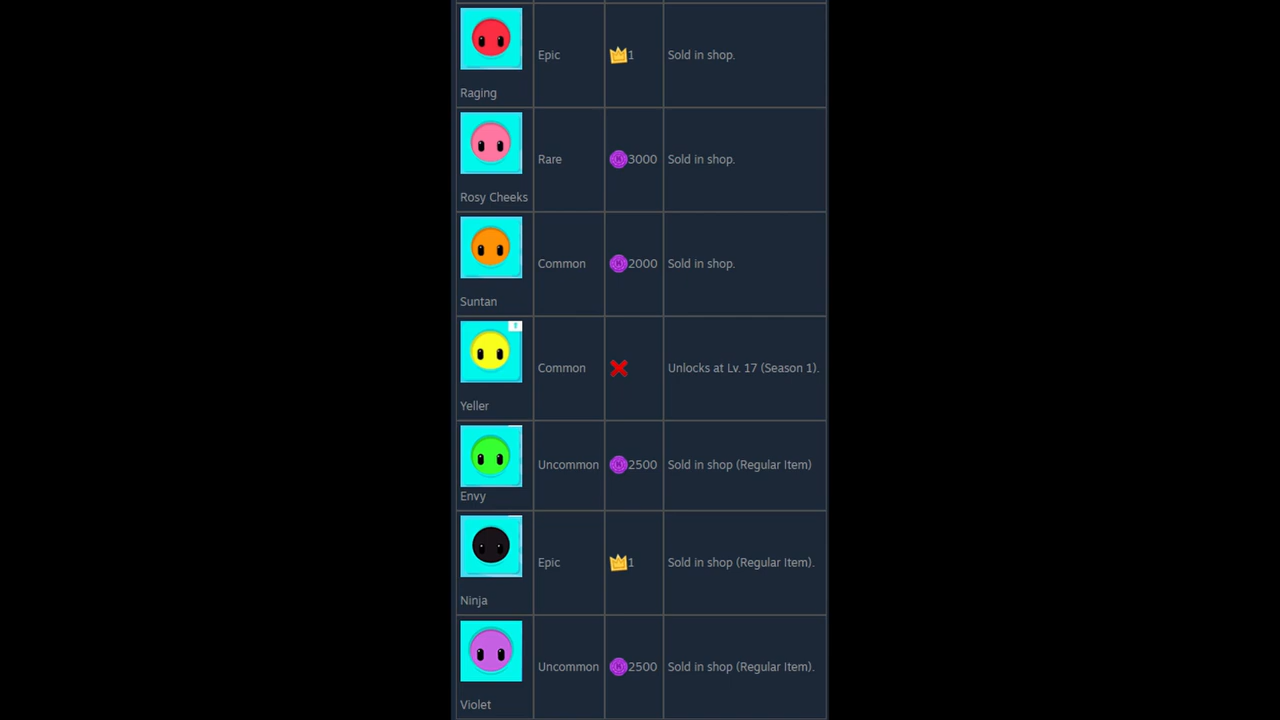 Epic 1 Sold in shop.
Raging
Rare 3000 Sold in shop.
Rosy Cheeks
Common 2000 Sold in shop.
Suntan
Common Unlocks at Lv. 17 (Season 1).
Yeller
Uncommon 2500 Sold in shop (Regular Item)
Envy
Epic 1 Sold in shop (Regular Item).
Ninja
Uncommon 2500 Sold in shop (Regular Item).
Violet